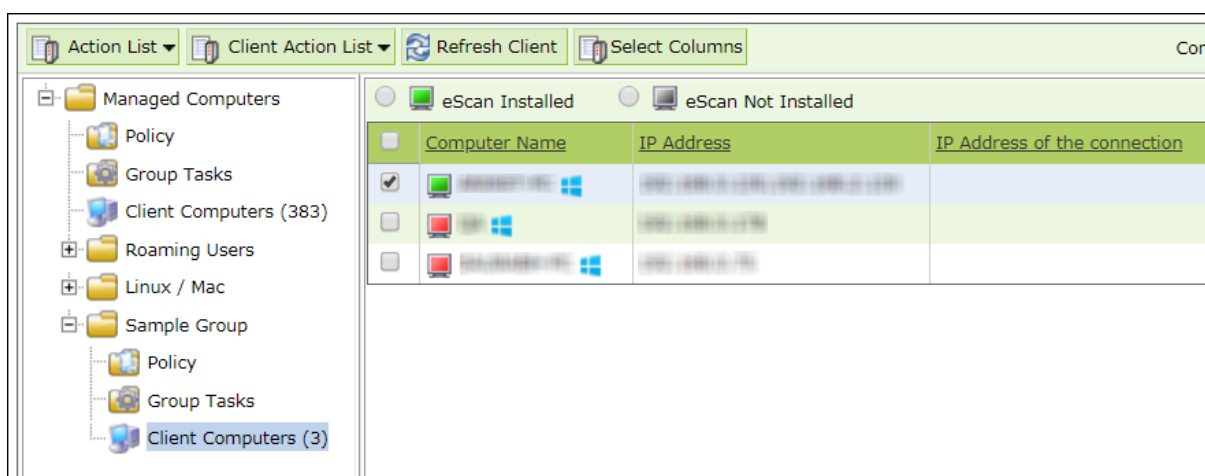 Action List Client Action List Refresh Client Select Columns Cor
Managed Computers
Policy
Group Tasks
Client Computers (383)
Roaming Users
Linux / Mac
Sample Group
Policy
Group Tasks
Client Computers (3)
eScan Installed eScan Not Installed
Computer Name IP Address IP Address of the connection